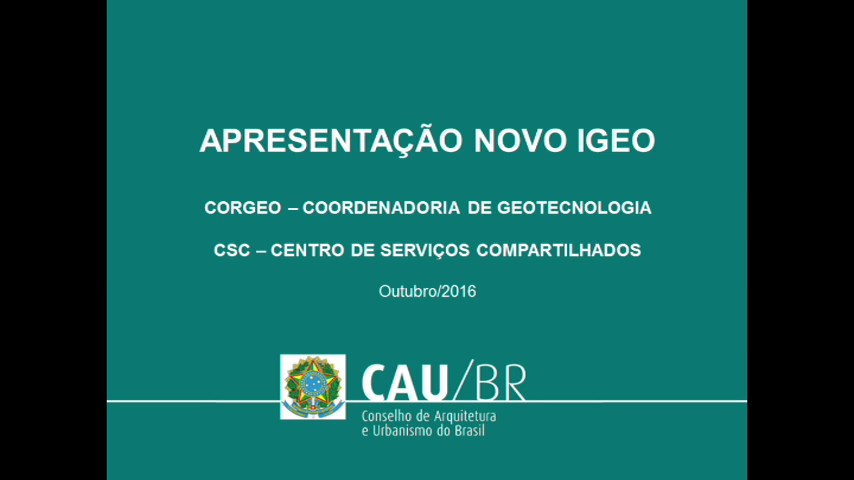 APRESENTAÇÃO NOVO IGEO
CORGEO – COORDENADORIA DE GEOTECNOLOGIA
CSC – CENTRO DE SERVIÇOS COMPARTILHADOS
Outubro/2016
CAU/BR
Conselho de Arquitetura
e Urbanismo do Brasil